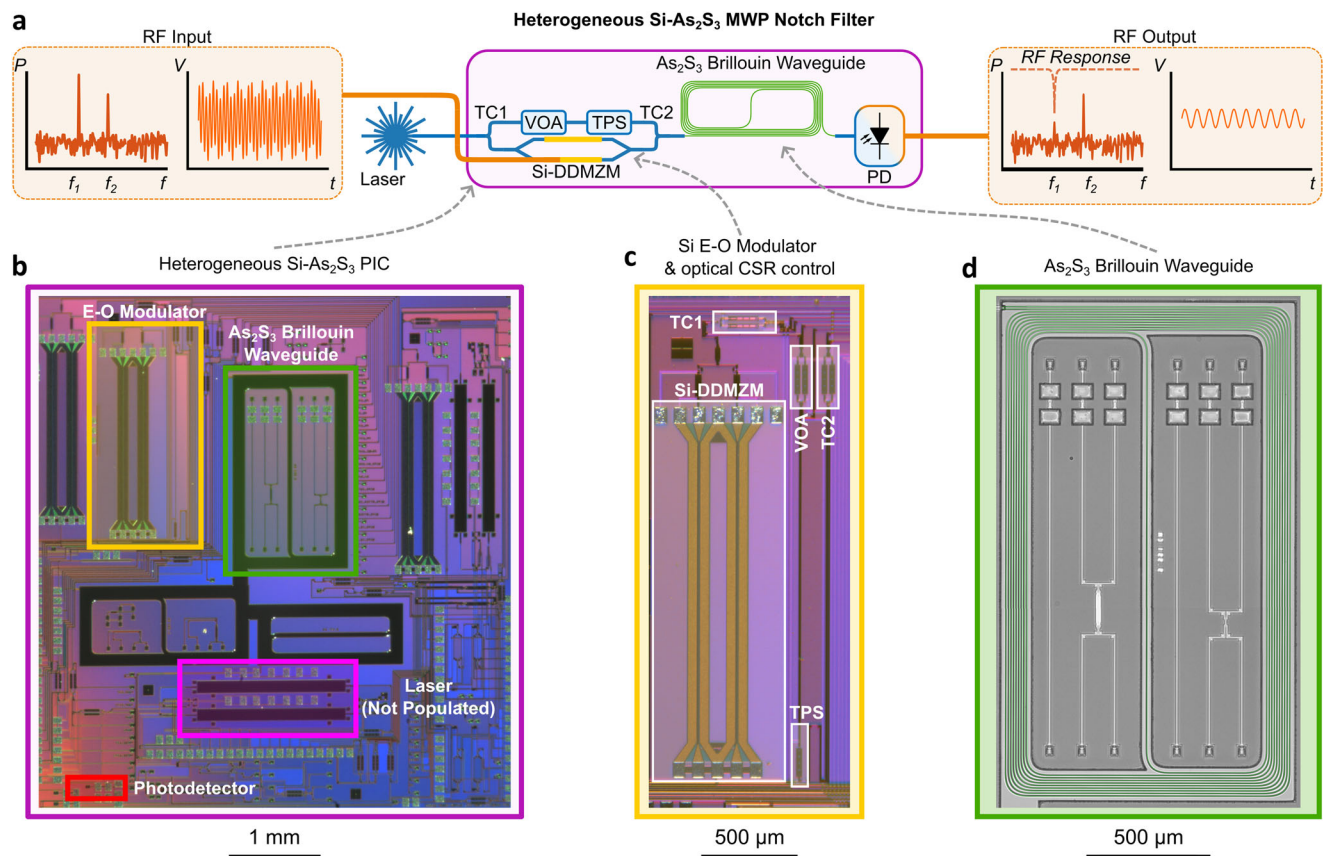 a
Heterogeneous Si-As₂S₃ MWP Notch Filter
RF Input
P
V
f₁
f₂
f
t
Laser
TC1
VOA
TPS
TC2
Si-DDMZM
As₂S₃ Brillouin Waveguide
PD
RF Output
P
RF Response
V
f₁
f₂
f
t
b
Heterogeneous Si-As₂S₃ PIC
E-O Modulator
As₂S₃ Brillouin
Waveguide
Laser
(Not Populated)
Photodetector
1 mm
c
Si E-O Modulator
& optical CSR control
TC1
Si-DDMZM
VOA
TC2
TPS
500 μm
d
As₂S₃ Brillouin Waveguide
500 μm